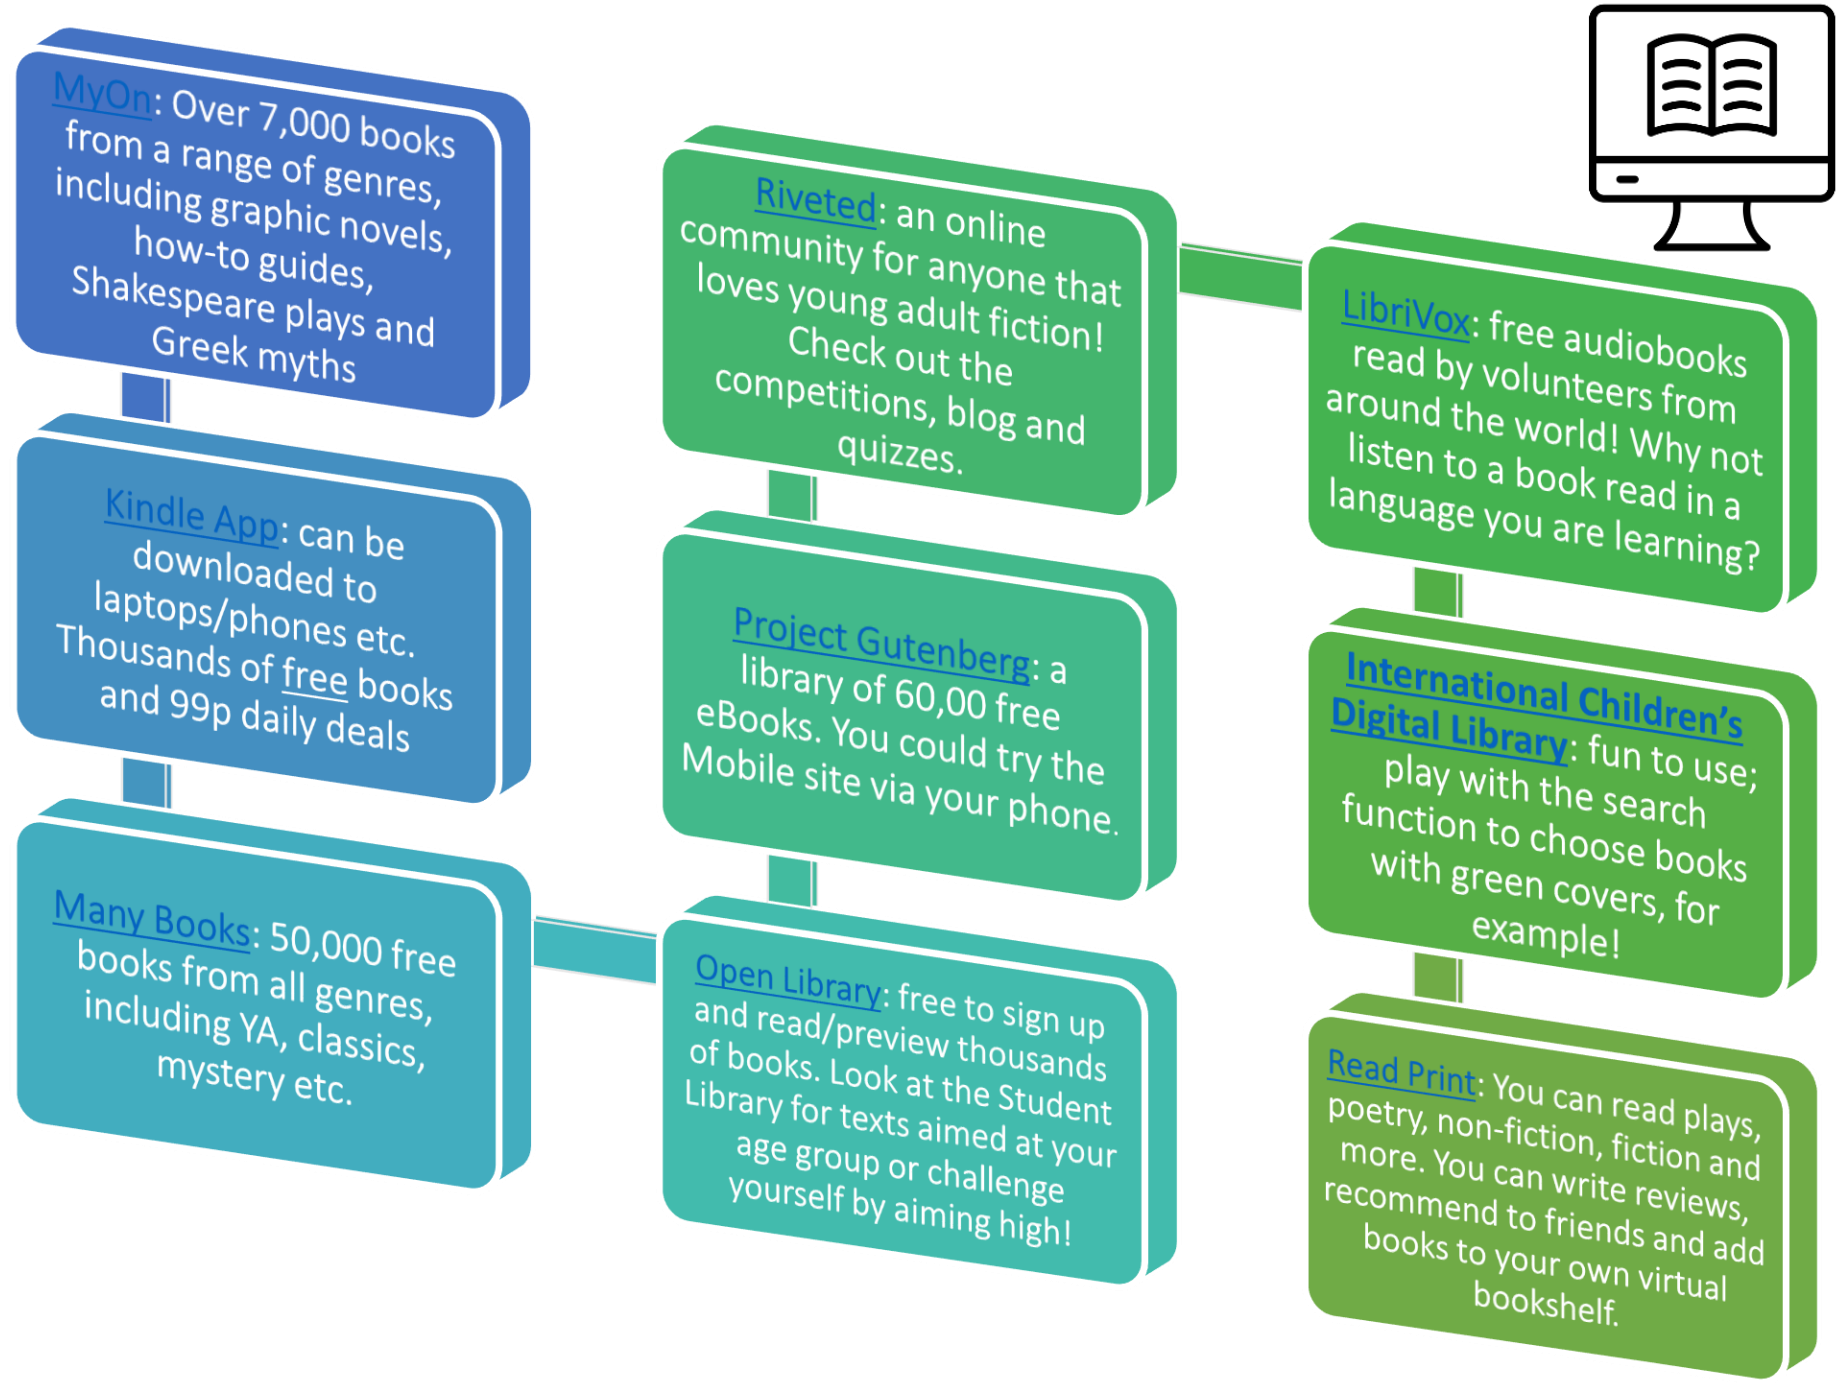 MyOn: Over 7,000 books
from a range of genres,
including graphic novels,
how-to guides,
Shakespeare plays and
Greek myths
Kindle App: can be
downloaded to
laptops/phones etc.
Thousands of free books
and 99p daily deals
Many Books: 50,000 free
books from all genres,
including YA, classics,
mystery etc.
Open Library: free to sign up
and read/preview thousands
of books. Look at the Student
Library for texts aimed at your
age group or challenge
yourself by aiming high!
Project Gutenberg: a
library of 60,00 free
eBooks. You could try the
Mobile site via your phone.
Riveted: an online
community for anyone that
loves young adult fiction!
Check out the
competitions, blog and
quizzes.
LibriVox: free audiobooks
read by volunteers from
around the world! Why not
listen to a book read in a
language you are learning?
International Children’s
Digital Library: fun to use;
play with the search
function to choose books
with green covers, for
example!
Read Print: You can read plays,
poetry, non-fiction, fiction and
more. You can write reviews,
recommend to friends and add
books to your own virtual
bookshelf.